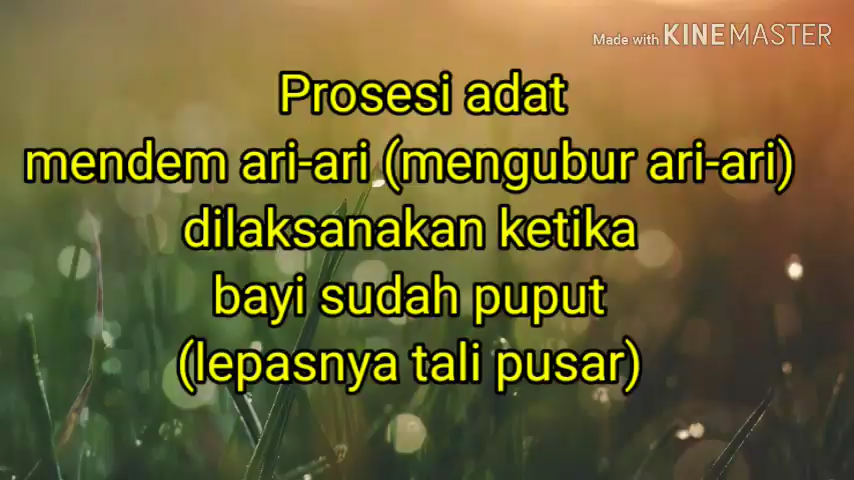 Made with KINEMASTER
Prosesi adat
mendem ari-ari (mengubur ari-ari)
dilaksanakan ketika
bayi sudah puput
(lepasnya tali pusar)